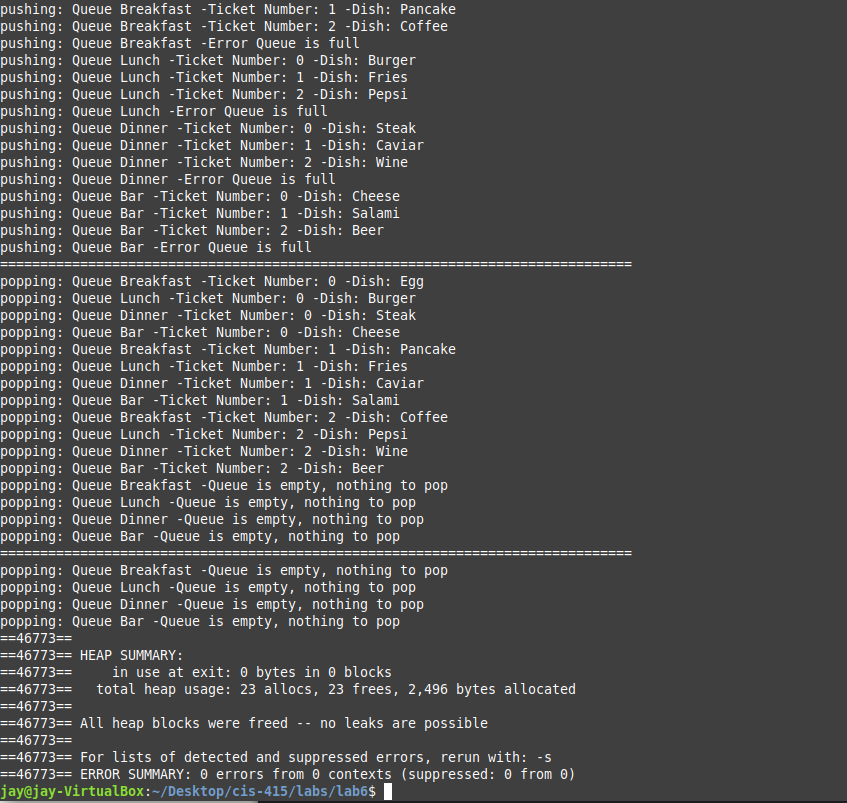 pushing: Queue Breakfast -Ticket Number: 1 -Dish: Pancake
pushing: Queue Breakfast -Ticket Number: 2 -Dish: Coffee
pushing: Queue Breakfast -Error Queue is full
pushing: Queue Lunch -Ticket Number: 0 -Dish: Burger
pushing: Queue Lunch -Ticket Number: 1 -Dish: Fries
pushing: Queue Lunch -Ticket Number: 2 -Dish: Pepsi
pushing: Queue Lunch -Error Queue is full
pushing: Queue Dinner -Ticket Number: 0 -Dish: Steak
pushing: Queue Dinner -Ticket Number: 1 -Dish: Caviar
pushing: Queue Dinner -Ticket Number: 2 -Dish: Wine
pushing: Queue Dinner -Error Queue is full
pushing: Queue Bar -Ticket Number: 0 -Dish: Cheese
pushing: Queue Bar -Ticket Number: 1 -Dish: Salami
pushing: Queue Bar -Ticket Number: 2 -Dish: Beer
pushing: Queue Bar -Error Queue is full
===============================================================================
popping: Queue Breakfast -Ticket Number: 0 -Dish: Egg
popping: Queue Lunch -Ticket Number: 0 -Dish: Burger
popping: Queue Dinner -Ticket Number: 0 -Dish: Steak
popping: Queue Bar -Ticket Number: 0 -Dish: Cheese
popping: Queue Breakfast -Ticket Number: 1 -Dish: Pancake
popping: Queue Lunch -Ticket Number: 1 -Dish: Fries
popping: Queue Dinner -Ticket Number: 1 -Dish: Caviar
popping: Queue Bar -Ticket Number: 1 -Dish: Salami
popping: Queue Breakfast -Ticket Number: 2 -Dish: Coffee
popping: Queue Lunch -Ticket Number: 2 -Dish: Pepsi
popping: Queue Dinner -Ticket Number: 2 -Dish: Wine
popping: Queue Bar -Ticket Number: 2 -Dish: Beer
popping: Queue Breakfast -Queue is empty, nothing to pop
popping: Queue Lunch -Queue is empty, nothing to pop
popping: Queue Dinner -Queue is empty, nothing to pop
popping: Queue Bar -Queue is empty, nothing to pop
===============================================================================
popping: Queue Breakfast -Queue is empty, nothing to pop
popping: Queue Lunch -Queue is empty, nothing to pop
popping: Queue Dinner -Queue is empty, nothing to pop
popping: Queue Bar -Queue is empty, nothing to pop
==46773==
==46773== HEAP SUMMARY:
==46773==     in use at exit: 0 bytes in 0 blocks
==46773==   total heap usage: 23 allocs, 23 frees, 2,496 bytes allocated
==46773==
==46773== All heap blocks were freed -- no leaks are possible
==46773==
==46773== For lists of detected and suppressed errors, rerun with: -s
==46773== ERROR SUMMARY: 0 errors from 0 contexts (suppressed: 0 from 0)
jay@jay-VirtualBox:~/Desktop/cis-415/labs/lab6$